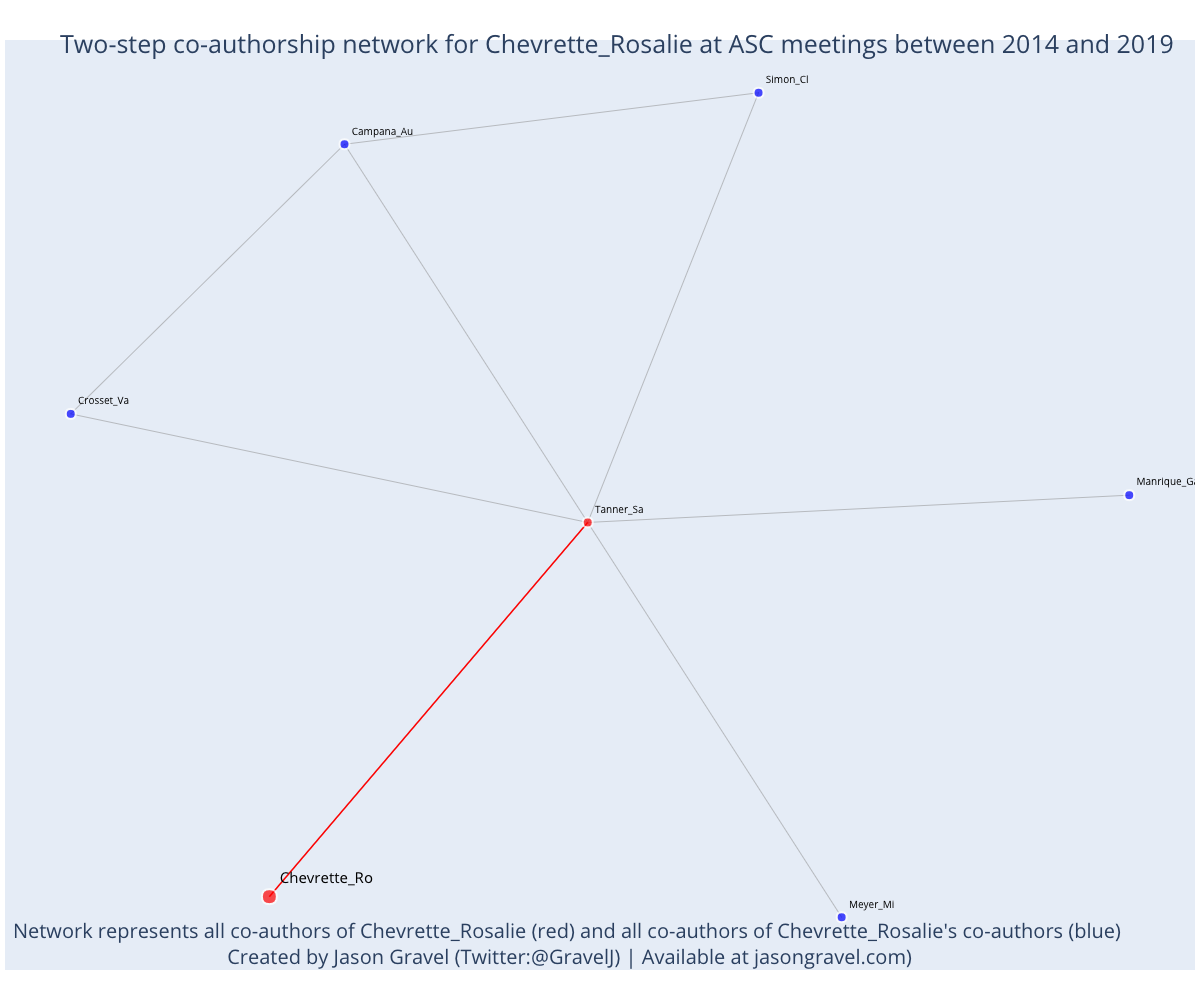 Two-step co-authorship network for Chevrette_Rosalie at ASC meetings between 2014 and 2019
Simon_Cl
Campana_Au
Crosset_Va
Manrique_Ga
Tanner_Sa
Chevrette_Ro
Meyer_Mi
Network represents all co-authors of Chevrette_Rosalie (red) and all co-authors of Chevrette_Rosalie's co-authors (blue)
Created by Jason Gravel (Twitter:@GravelJ) | Available at jasongravel.com)